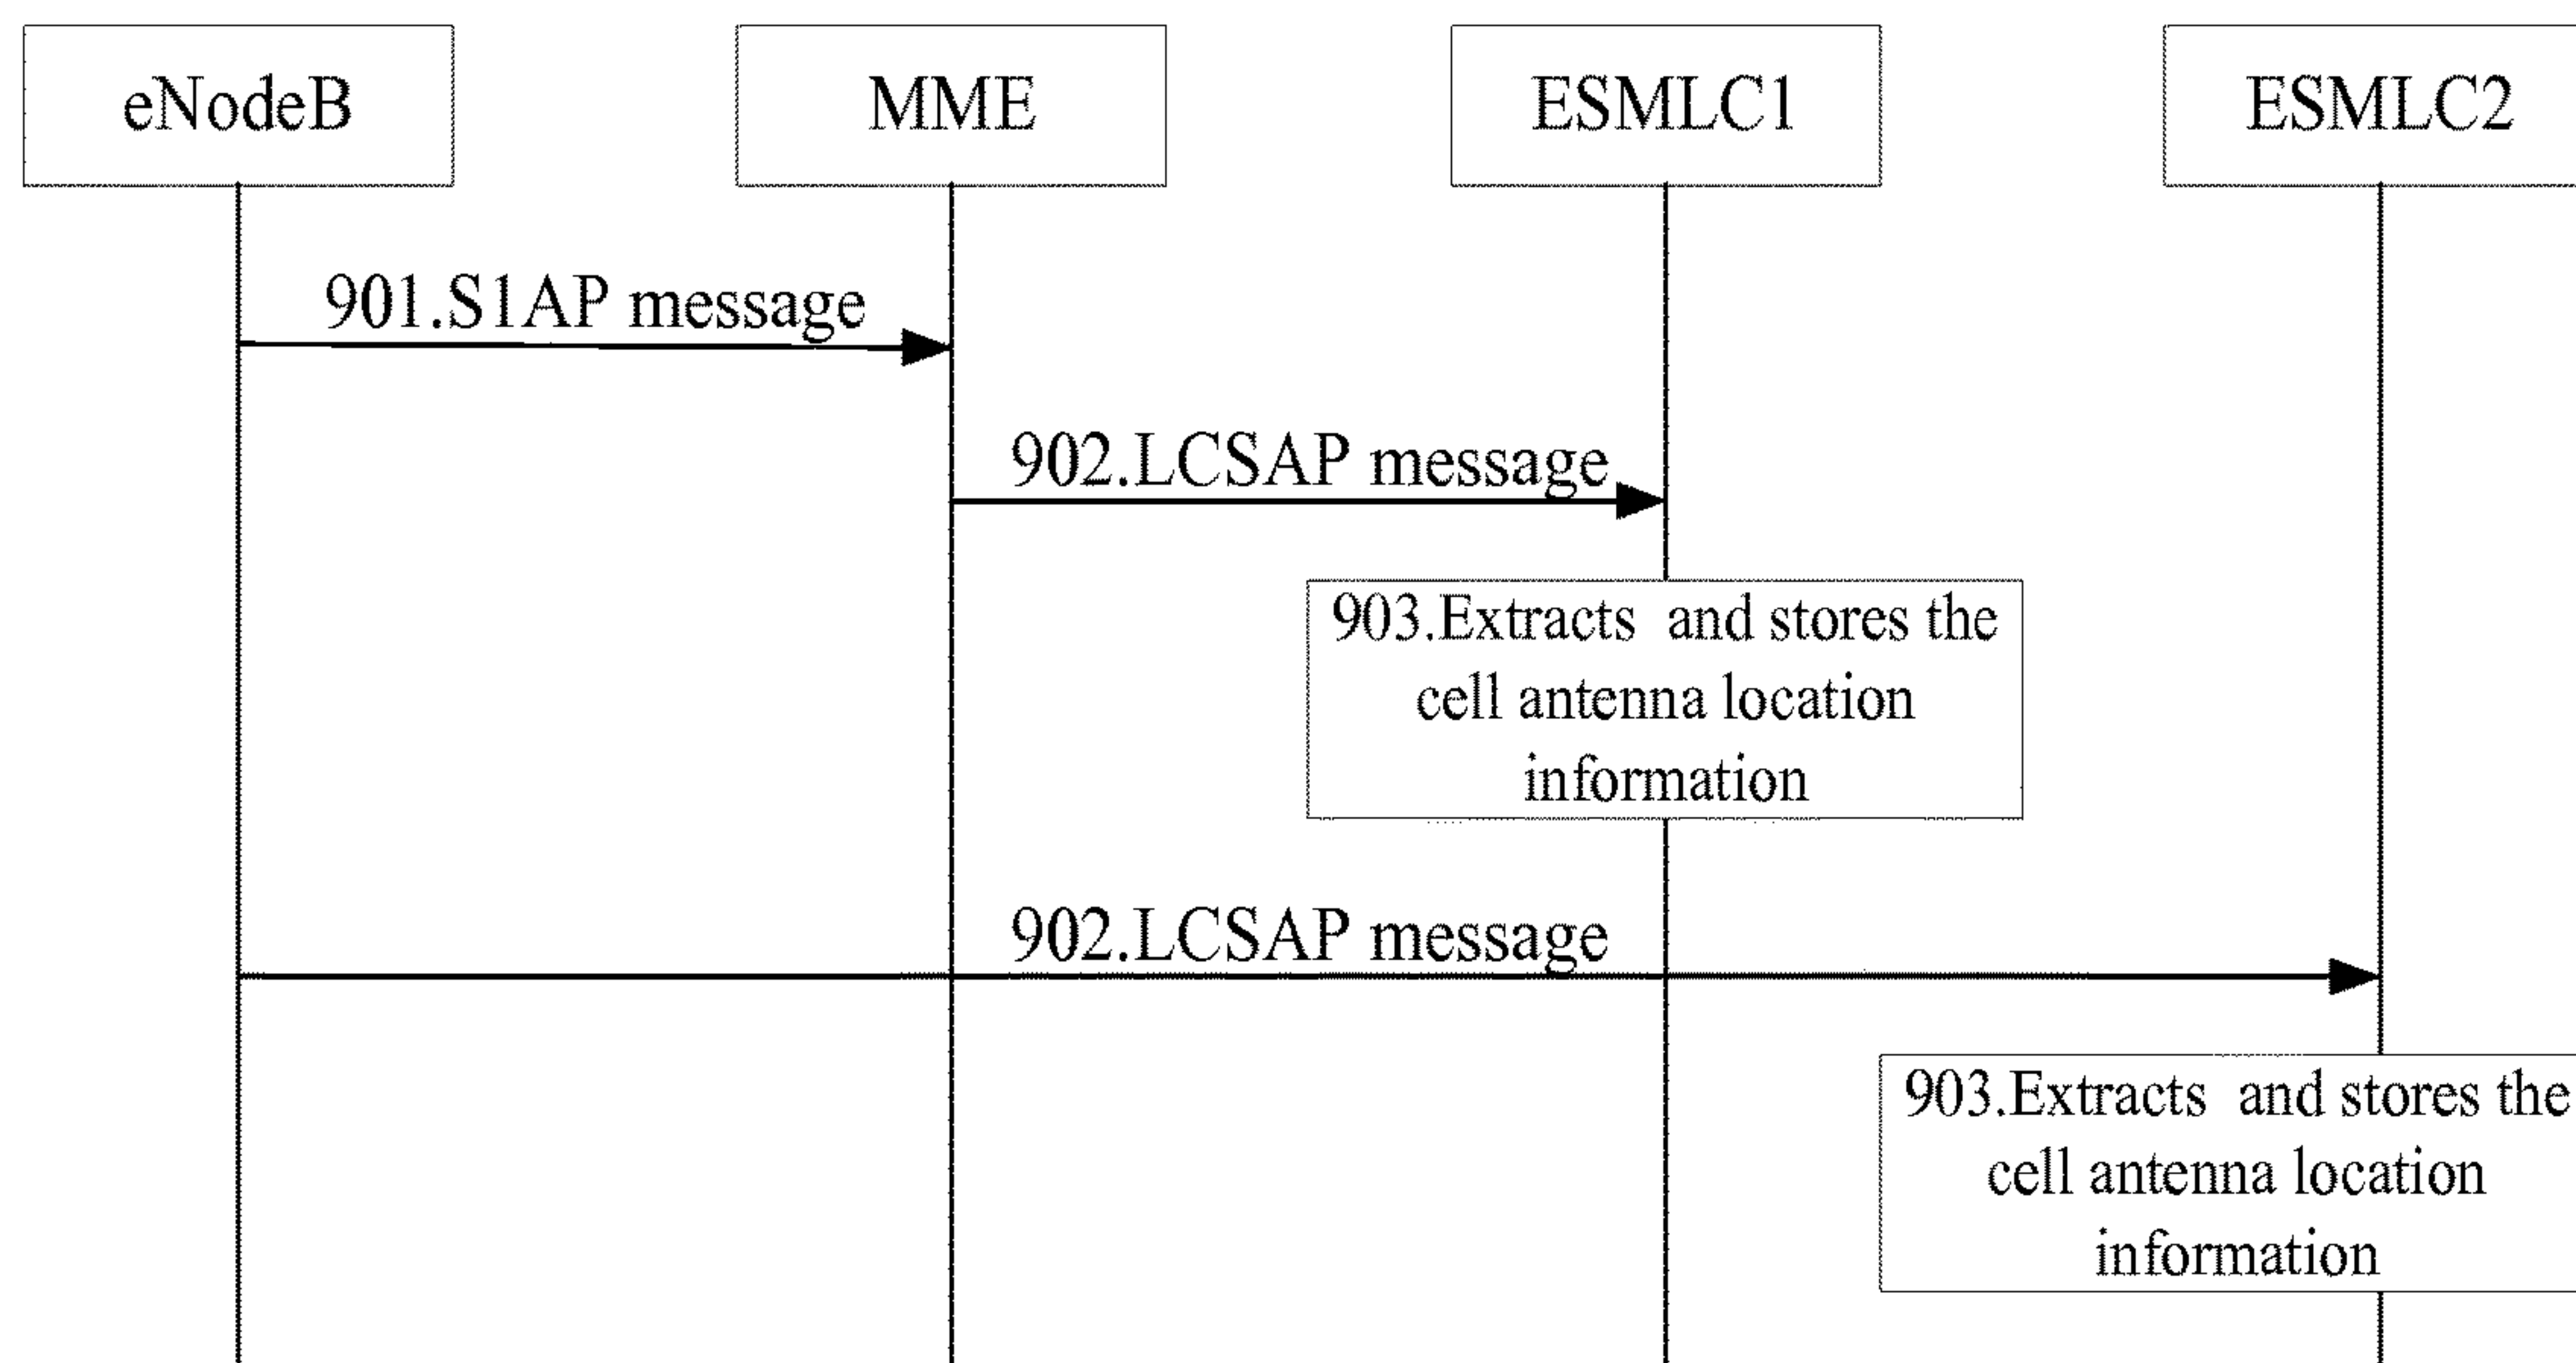 eNodeB
MME
ESMLC1
ESMLC2
901.S1AP message
902.LCSAP message
903.Extracts and stores the
cell antenna location
information
902.LCSAP message
903.Extracts and stores the
cell antenna location
information